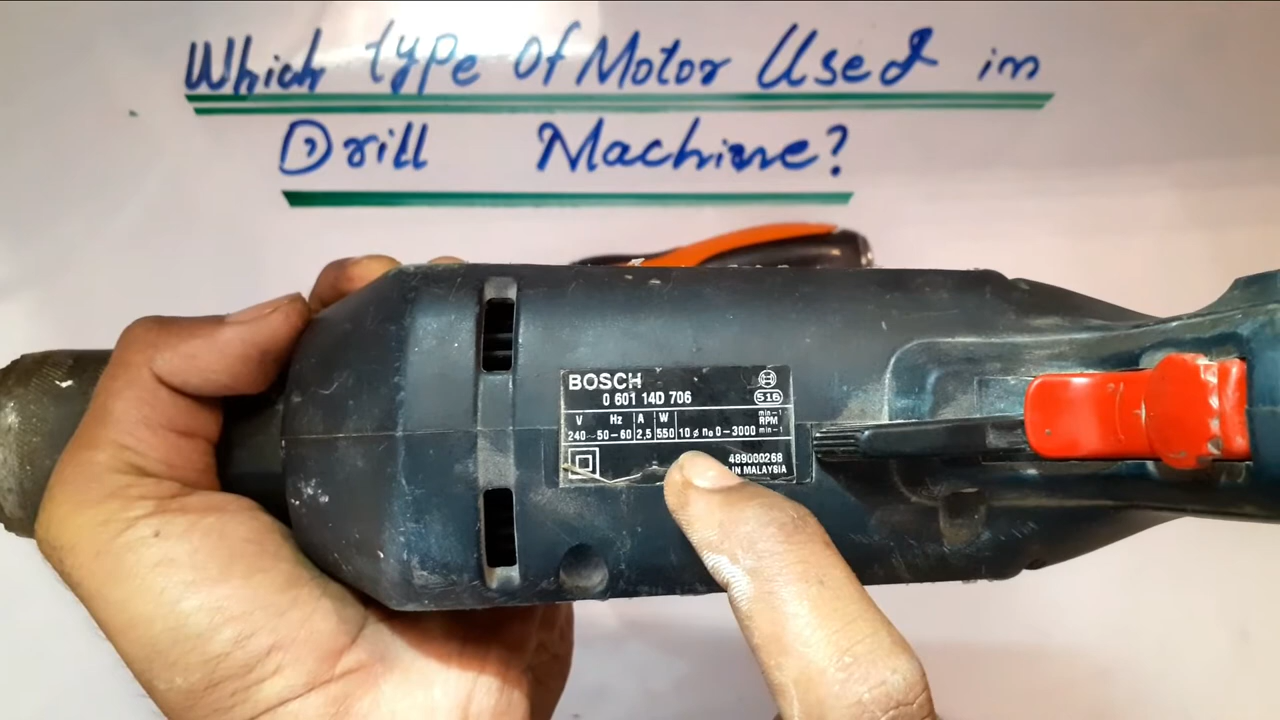 Which type Of Motor Used in
Drill Machine?
BOSCH
0 601 14D 706
516
V Hz A W min-1 RPM
240~50-60 2,5 550 10 ø n₀ 0-3000 min-1
489000268
IN MALAYSIA